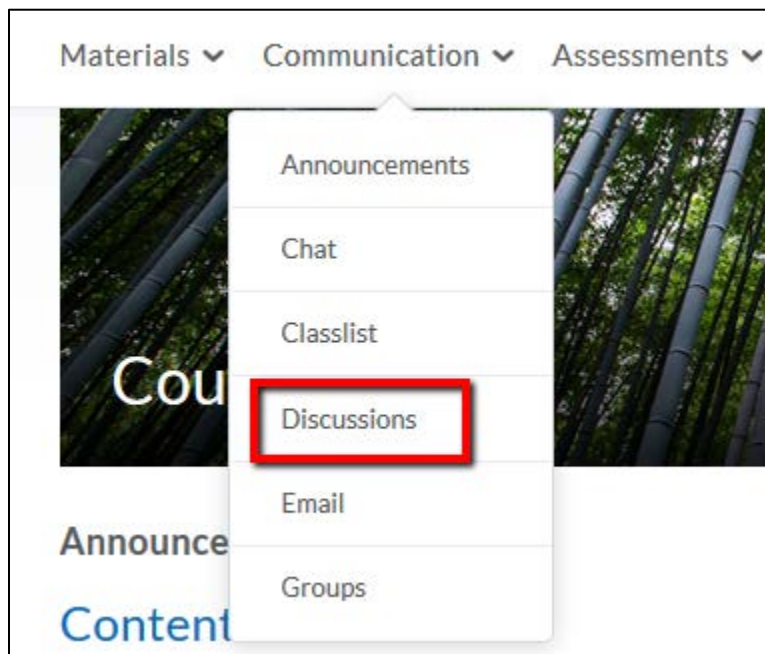 Materials Communication Assessments
Announcements
Chat
Classlist
Cou
Discussions
Email
Announce
Groups
Content